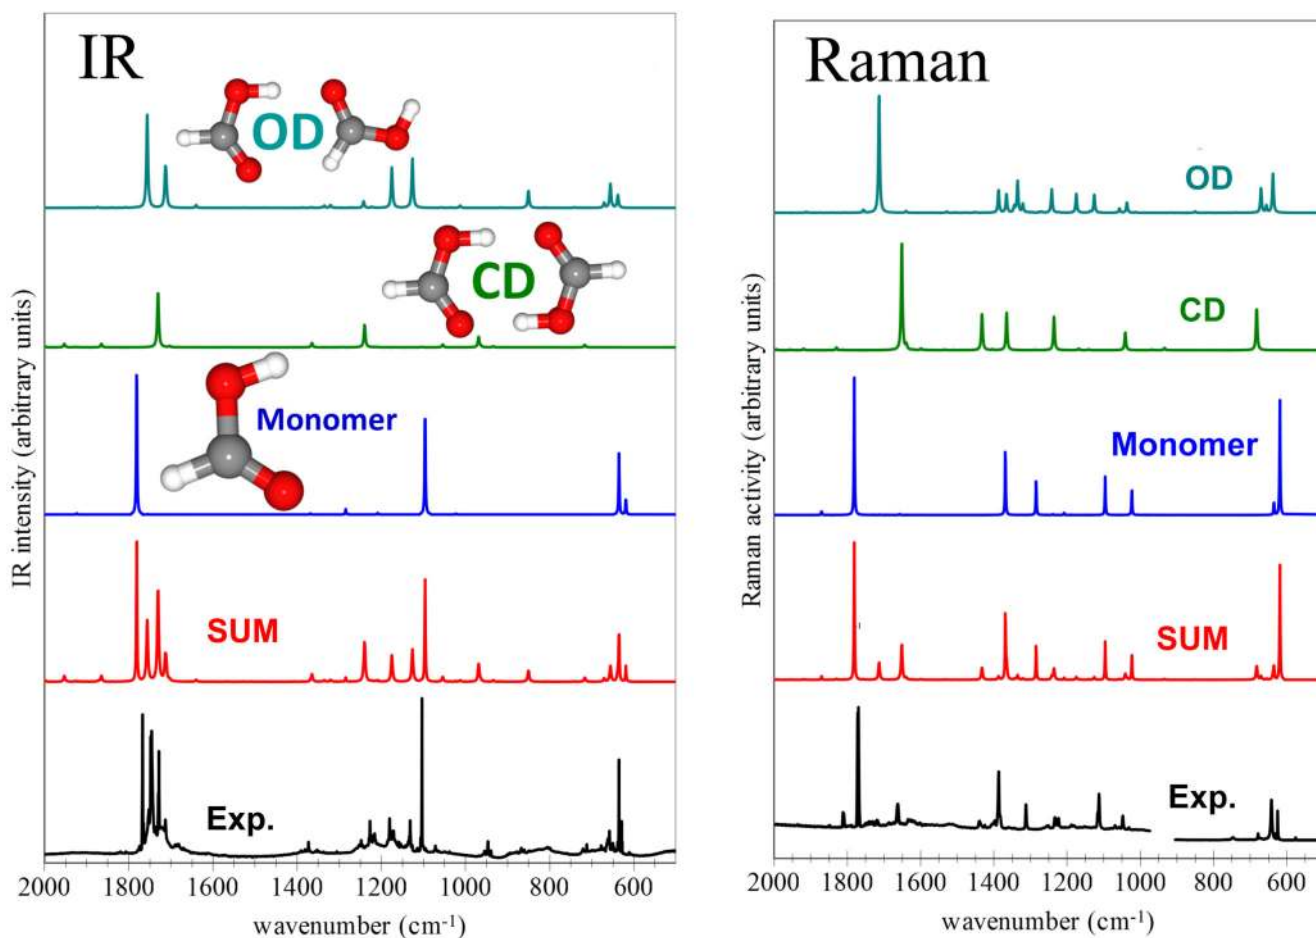 IR
OD
CD
Monomer
SUM
Exp.
IR intensity (arbitrary units)
2000 1800 1600 1400 1200 1000 800 600
wavenumber (cm-1)
Raman
OD
CD
Monomer
SUM
Exp.
Raman activity (arbitrary units)
2000 1800 1600 1400 1200 1000 800 600
wavenumber (cm-1)